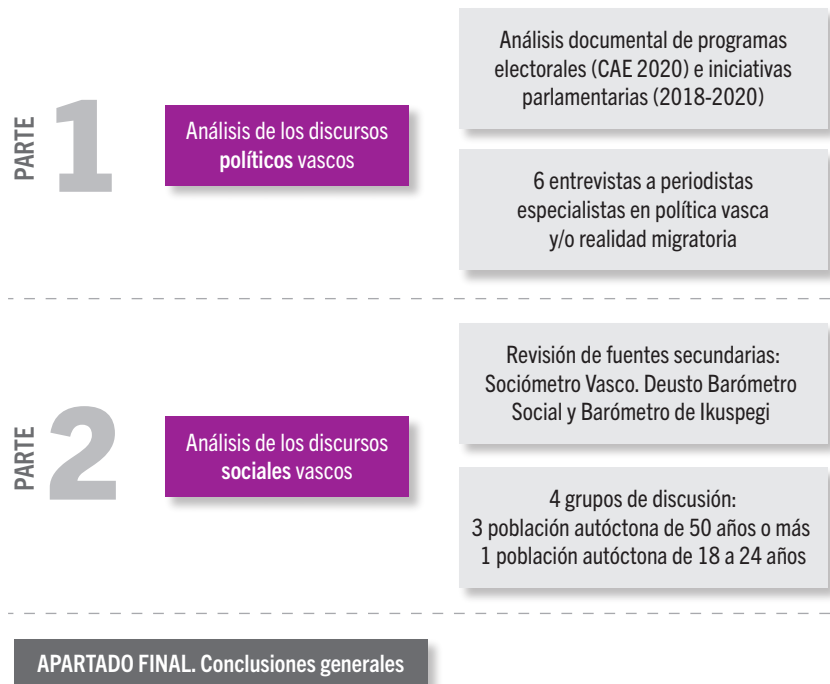 PARTE 1
Análisis de los discursos
políticos vascos
Análisis documental de programas
electorales (CAE 2020) e iniciativas
parlamentarias (2018-2020)
6 entrevistas a periodistas
especialistas en política vasca
y/o realidad migratoria
PARTE 2
Análisis de los discursos
sociales vascos
Revisión de fuentes secundarias:
Sociómetro Vasco. Deusto Barómetro
Social y Barómetro de Ikuspegi
4 grupos de discusión:
3 población autóctona de 50 años o más
1 población autóctona de 18 a 24 años
APARTADO FINAL. Conclusiones generales